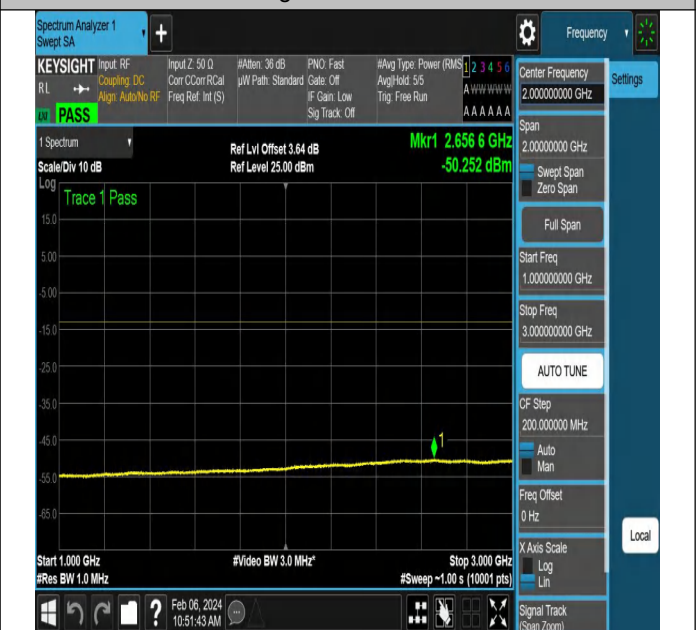 Spectrum Analyzer 1
Swept SA
+
Frequency
KEYSIGHT
RL
LXI PASS
Input: RF
Coupling: DC
Align: Auto/No RF
Input Z: 50 Ω
Corr CCorr RCal
Freq Ref: Int (S)
#Atten: 36 dB
µW Path: Standard
PNO: Fast
Gate: Off
IF Gain: Low
Sig Track: Off
#Avg Type: Power (RMS
Avg|Hold: 5/5
Trig: Free Run
1 2 3 4 5 6
A W W W W W
A A A A A A
1 Spectrum
Scale/Div 10 dB
Ref Lvl Offset 3.64 dB
Ref Level 25.00 dBm
Mkr1 2.656 6 GHz
-50.252 dBm
Log
Trace 1 Pass
15.0
5.00
-5.00
-15.0
-25.0
-35.0
-45.0
-55.0
-65.0
1
Start 1.000 GHz
#Res BW 1.0 MHz
#Video BW 3.0 MHz*
Stop 3.000 GHz
#Sweep ~1.00 s (10001 pts)
Feb 06, 2024
10:51:43 AM
?
Center Frequency
2.000000000 GHz
Settings
Span
2.00000000 GHz
Swept Span
Zero Span
Full Span
Start Freq
1.000000000 GHz
Stop Freq
3.000000000 GHz
AUTO TUNE
CF Step
200.000000 MHz
Auto
Man
Freq Offset
0 Hz
Local
X Axis Scale
Log
Lin
Signal Track
(Span Zoom)